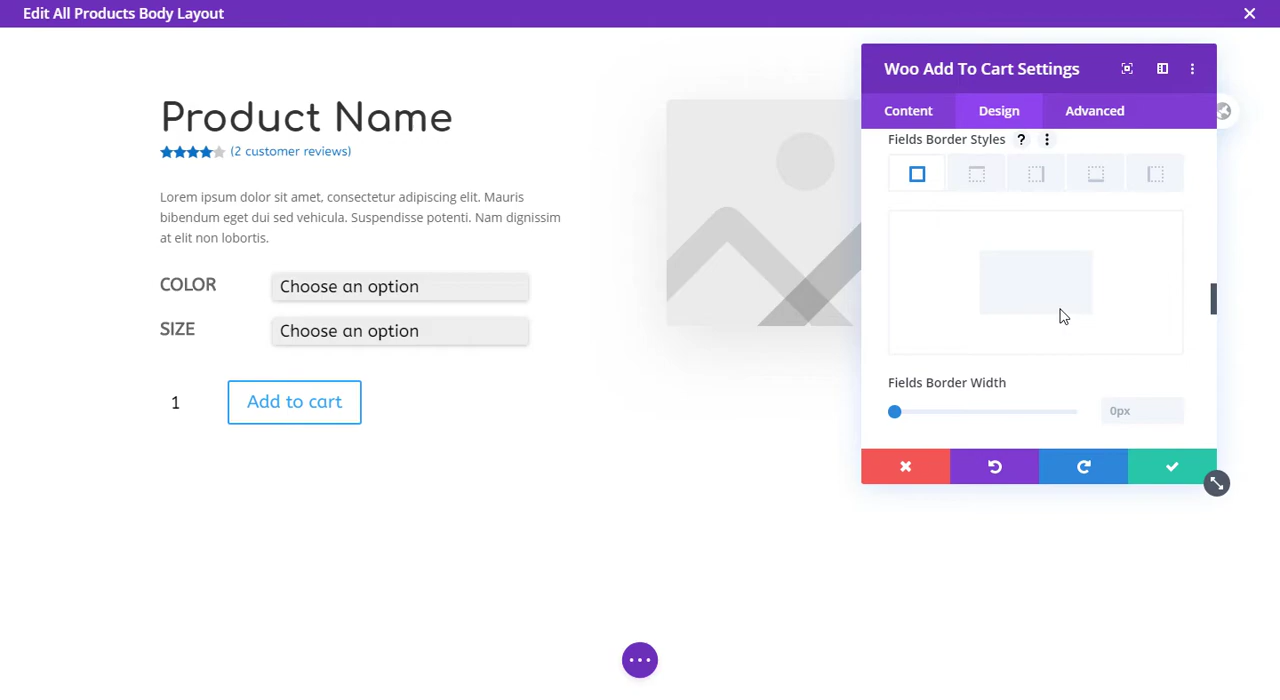 Edit All Products Body Layout
Product Name
(2 customer reviews)
Lorem ipsum dolor sit amet, consectetur adipiscing elit. Mauris
bibendum eget dui sed vehicula. Suspendisse potenti. Nam dignissim
at elit non lobortis.
COLOR
Choose an option
SIZE
Choose an option
1
Add to cart
Woo Add To Cart Settings
Content
Design
Advanced
Fields Border Styles ?
Fields Border Width
0px